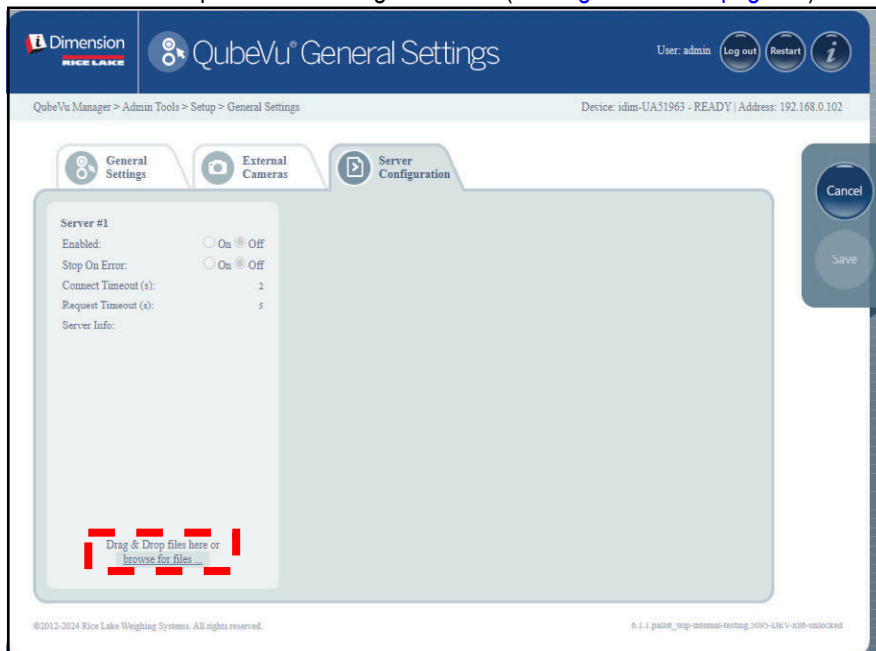 Dimension
RICE LAKE
QubeVu® General Settings
User: admin
Log out
Restart
i
QubeVu Manager > Admin Tools > Setup > General Settings
Device: idim-UA51963 - READY | Address: 192.168.0.102
General
Settings
External
Cameras
Server
Configuration
Cancel
Save
Server #1
Enabled: On Off
Stop On Error: On Off
Connect Timeout (s): 2
Request Timeout (s): 5
Server Info:
Drag & Drop files here or
browse for files ...
©2012-2024 Rice Lake Weighing Systems. All rights reserved.